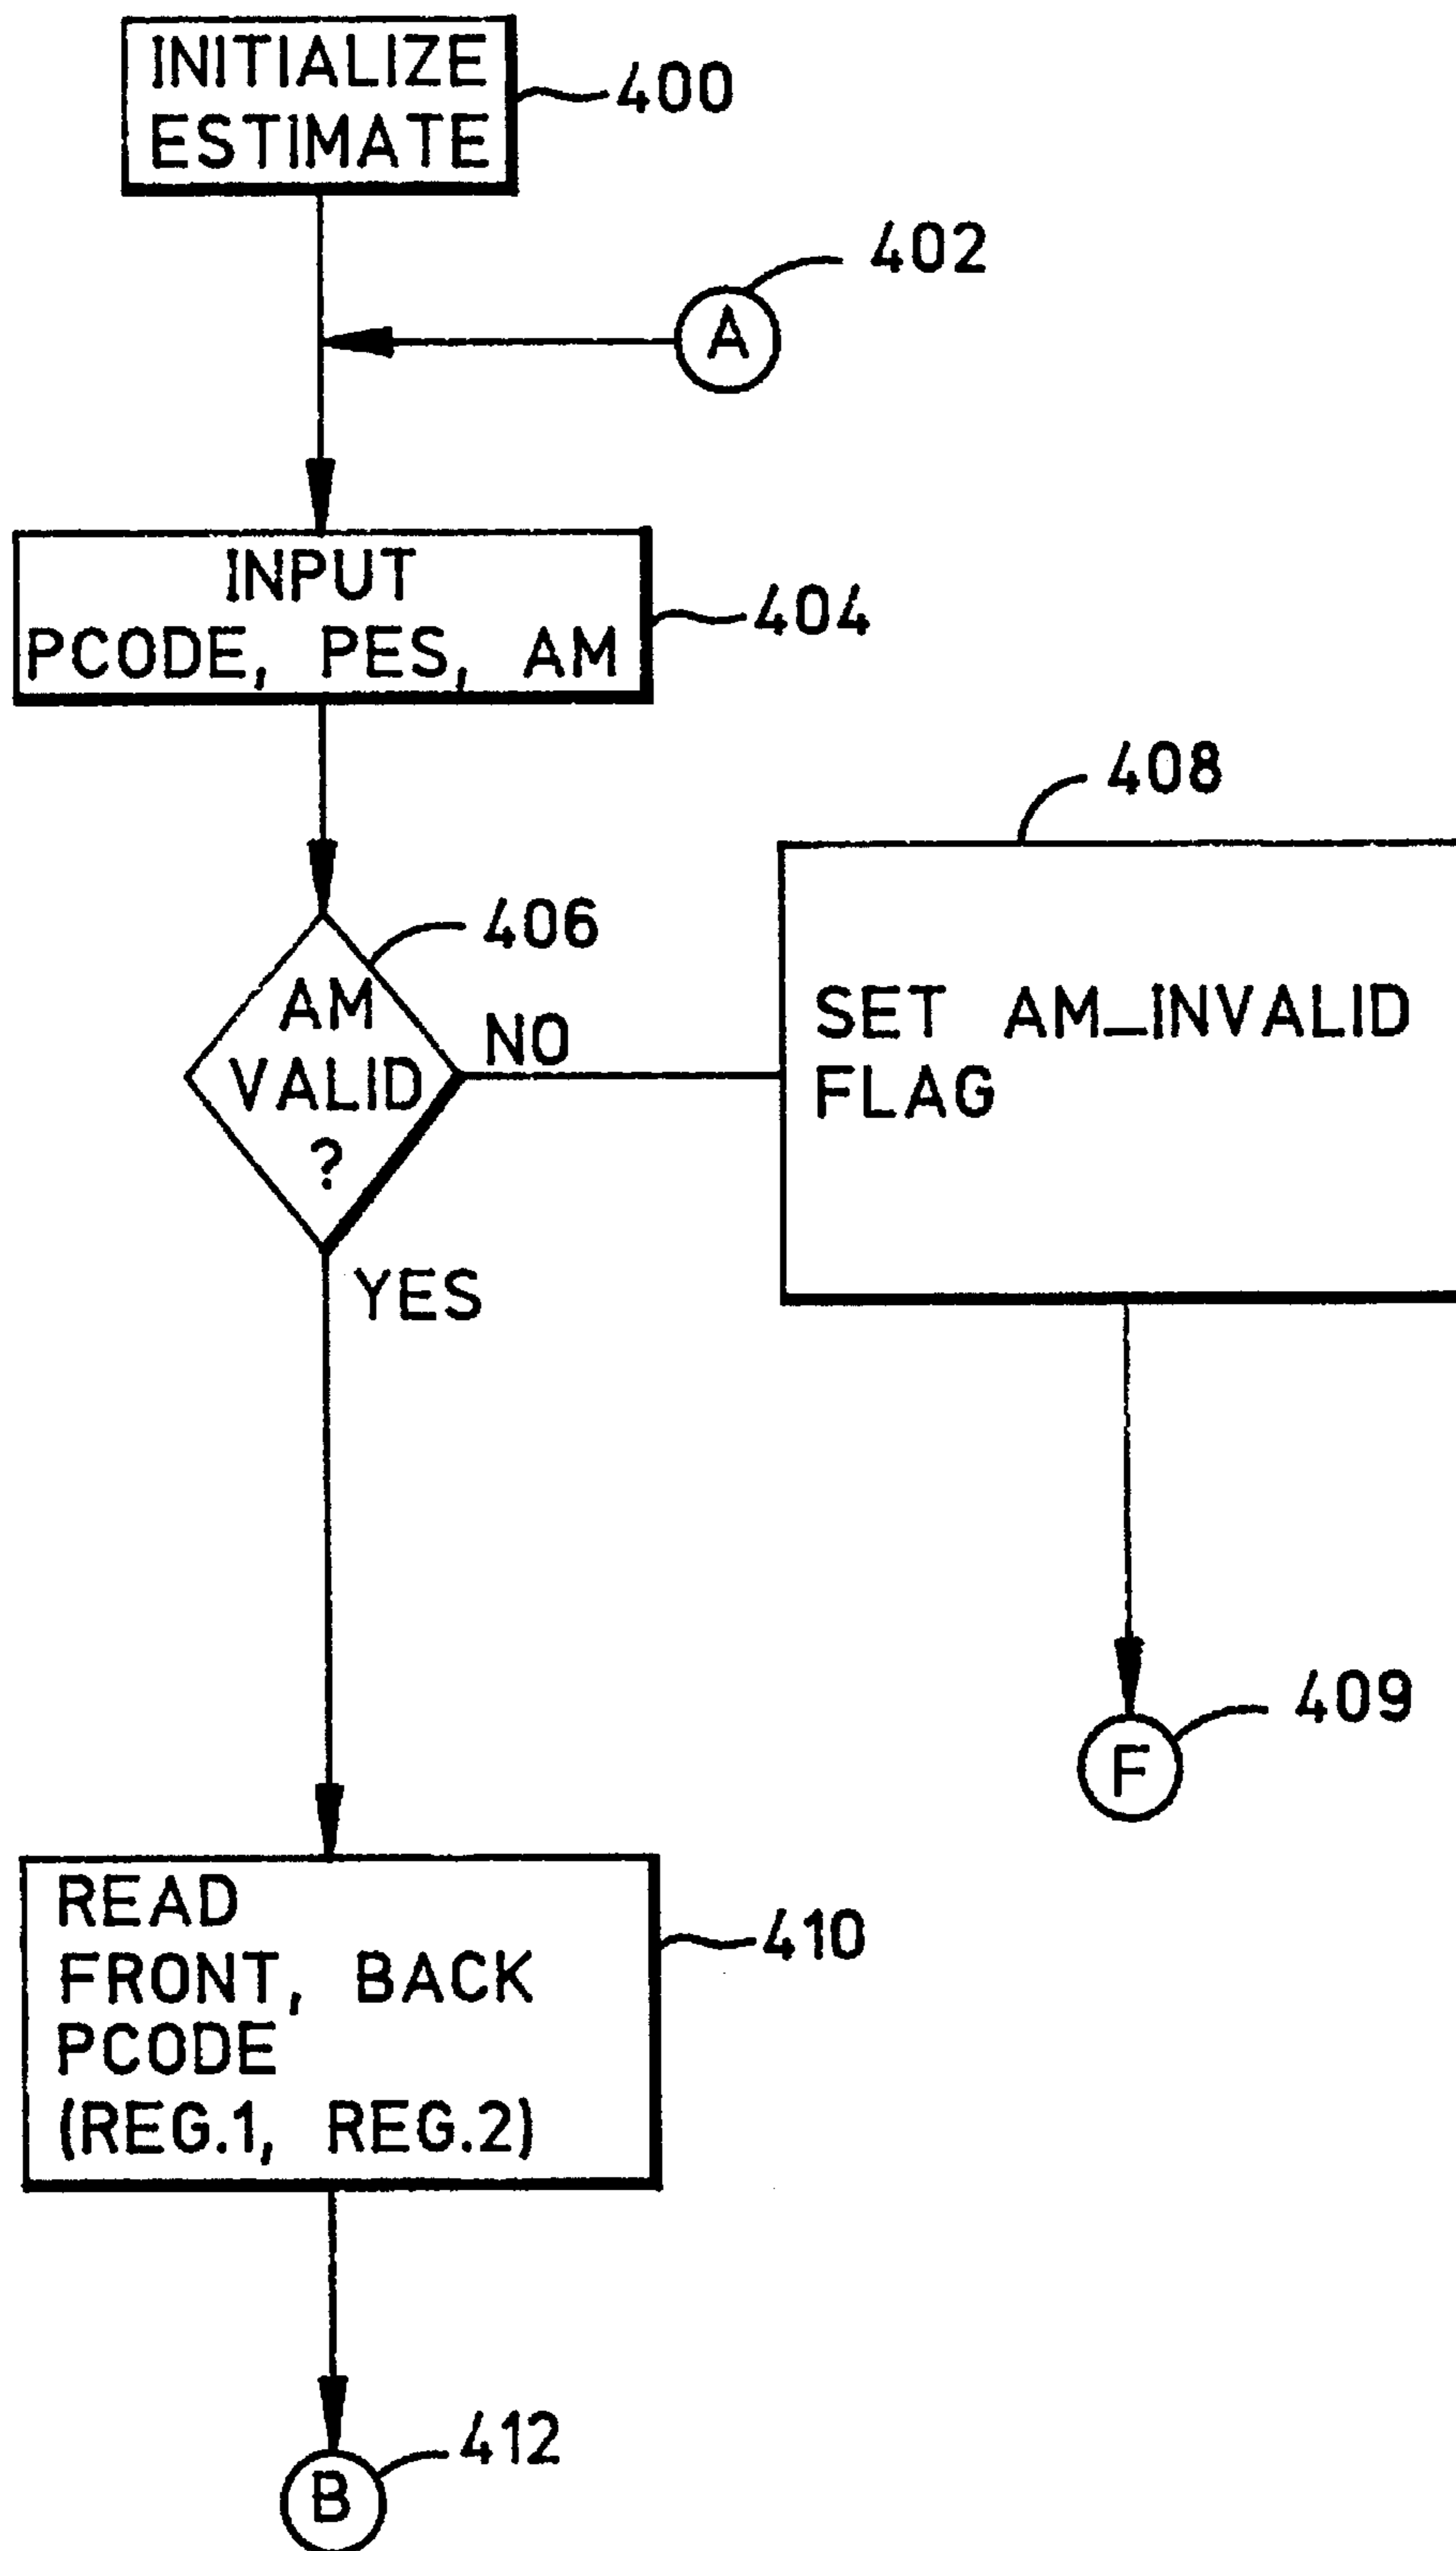 INITIALIZE
ESTIMATE
400
402
A
INPUT
PCODE, PES, AM
404
408
406
AM
VALID
?
NO
SET AM_INVALID
FLAG
YES
409
F
READ
FRONT, BACK
PCODE
(REG.1, REG.2)
410
412
B